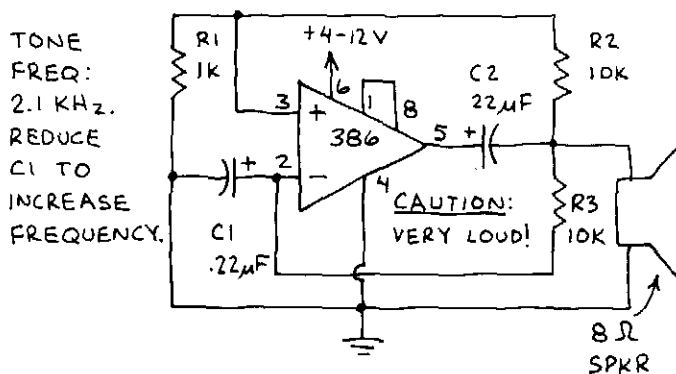 TONE
FREQ:
2.1 KHz.
REDUCE
C1 TO
INCREASE
FREQUENCY.
R1
1K
+4-12V
6
3
+
1
8
386
2
-
4
5
+
C2
22µF
R2
10K
+
C1
.22µF
CAUTION:
VERY LOUD!
R3
10K
8Ω
SPKR